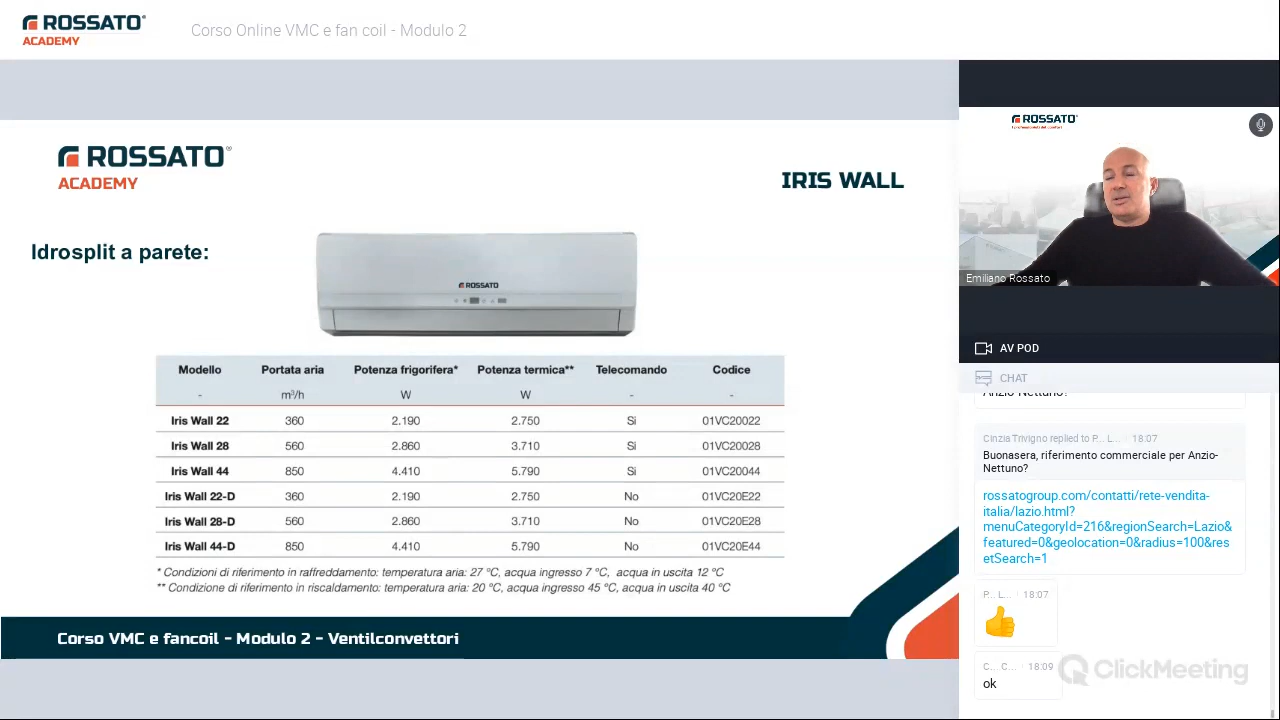 ROSSATO®
ACADEMY
Corso Online VMC e fan coil - Modulo 2
ROSSATO®
ACADEMY
IRIS WALL
Idrosplit a parete:
ROSSATO
Modello Portata aria Potenza frigorifera* Potenza termica** Telecomando Codice
- m³/h W W - -
Iris Wall 22 360 2.190 2.750 Sì 01VC20022
Iris Wall 28 560 2.860 3.710 Sì 01VC20028
Iris Wall 44 850 4.410 5.790 Sì 01VC20044
Iris Wall 22-D 360 2.190 2.750 No 01VC20E22
Iris Wall 28-D 560 2.860 3.710 No 01VC20E28
Iris Wall 44-D 850 4.410 5.790 No 01VC20E44
* Condizioni di riferimento in raffreddamento: temperatura aria: 27 °C, acqua ingresso 7 °C, acqua in uscita 12 °C
** Condizione di riferimento in riscaldamento: temperatura aria: 20 °C, acqua ingresso 45 °C, acqua in uscita 40 °C
Corso VMC e fancoil - Modulo 2 - Ventilconvettori
ROSSATO®
Emiliano Rossato
AV POD
CHAT
Anzio-Nettuno?
Cinzia Trivigno replied to P... L... 18:07
Buonasera, riferimento commerciale per Anzio-
Nettuno?
rossatogroup.com/contatti/rete-vendita-
italia/lazio.html?
menuCategoryId=216&regionSearch=Lazio&
featured=0&geolocation=0&radius=100&res
etSearch=1
P... L... 18:07
C... C... 18:09
ok
ClickMeeting